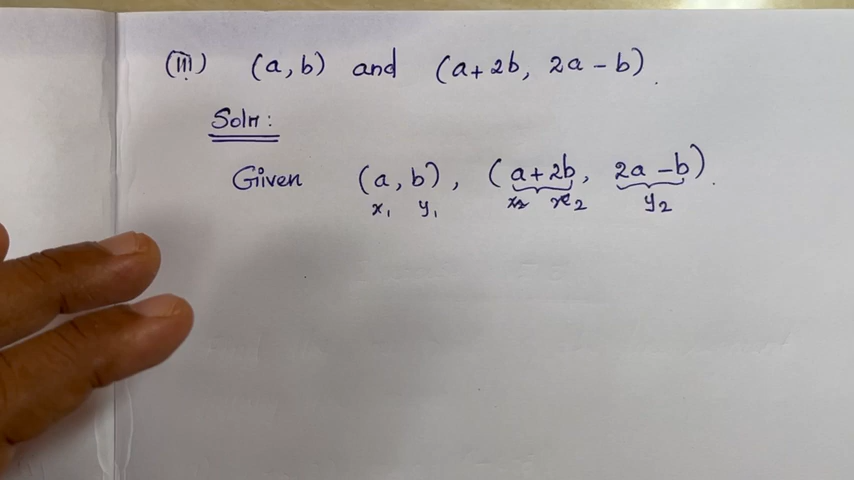 (III) (a, b) and (a+2b, 2a-b).
Soln:
Given (a, b), (a+2b, 2a-b).
x₁ y₁ x₂ y₂